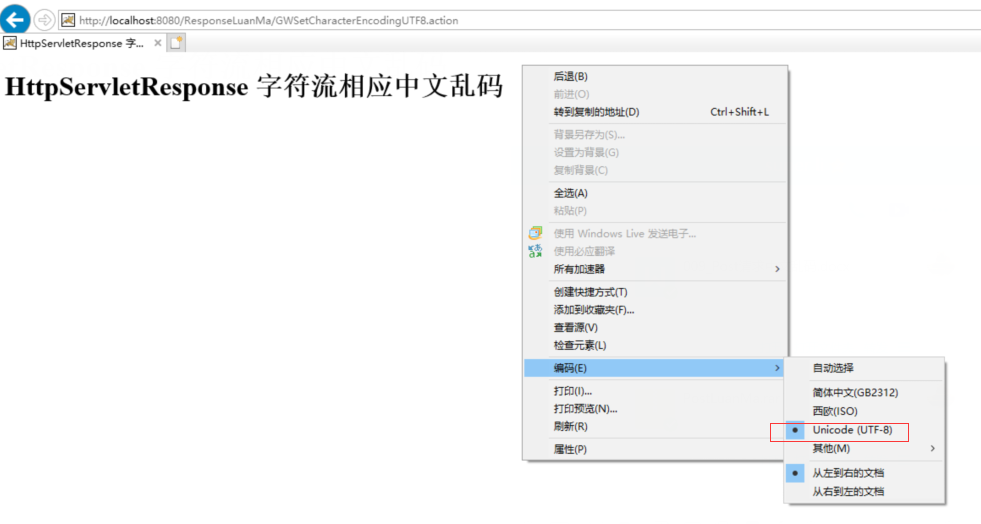 http://localhost:8080/ResponseLuanMa/GWSetCharacterEncodingUTF8.action
HttpServletResponse 字...
HttpServletResponse 字符流相应中文乱码
后退(B)
前进(O)
转到复制的地址(D) Ctrl+Shift+L
背景另存为(S)...
设置为背景(G)
复制背景(C)
全选(A)
粘贴(P)
使用 Windows Live 发送电子...
使用必应翻译
所有加速器
创建快捷方式(T)
添加到收藏夹(F)...
查看源(V)
检查元素(L)
编码(E)
打印(I)...
打印预览(N)...
刷新(R)
属性(P)
自动选择
简体中文(GB2312)
西欧(ISO)
Unicode (UTF-8)
其他(M)
从左到右的文档
从右到左的文档